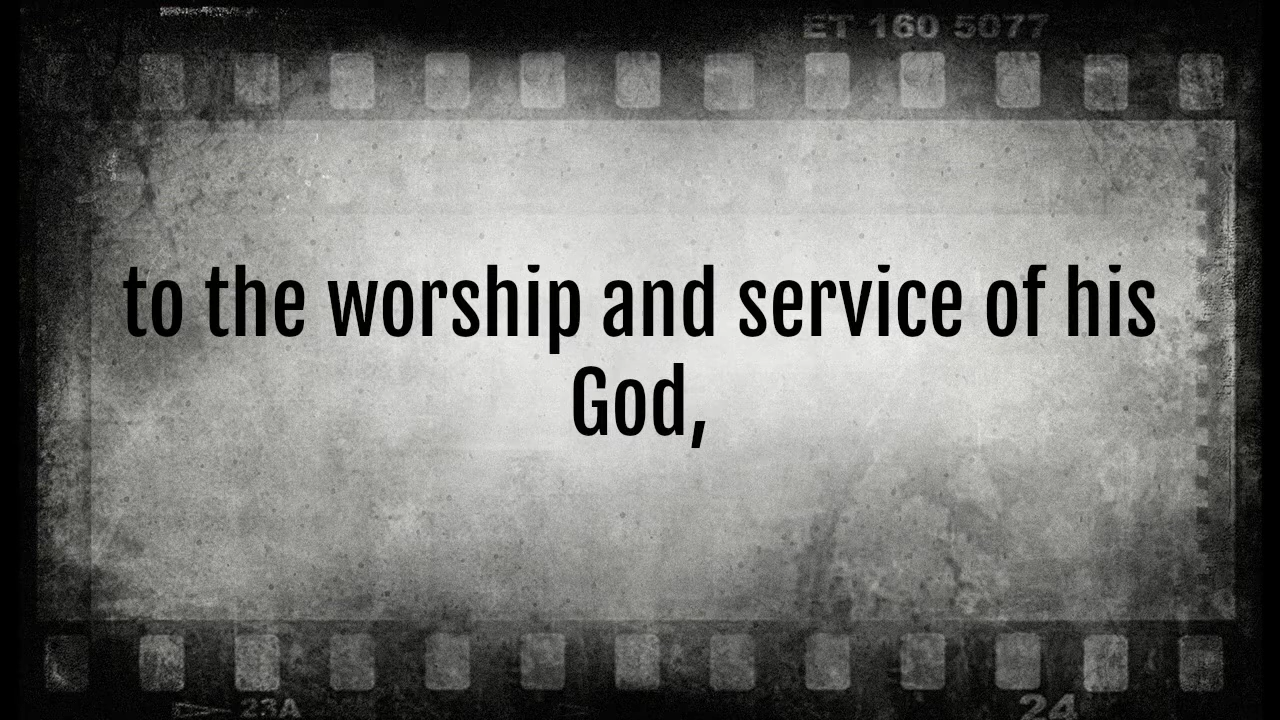 ET 160 5077
to the worship and service of his
God,
23A
24